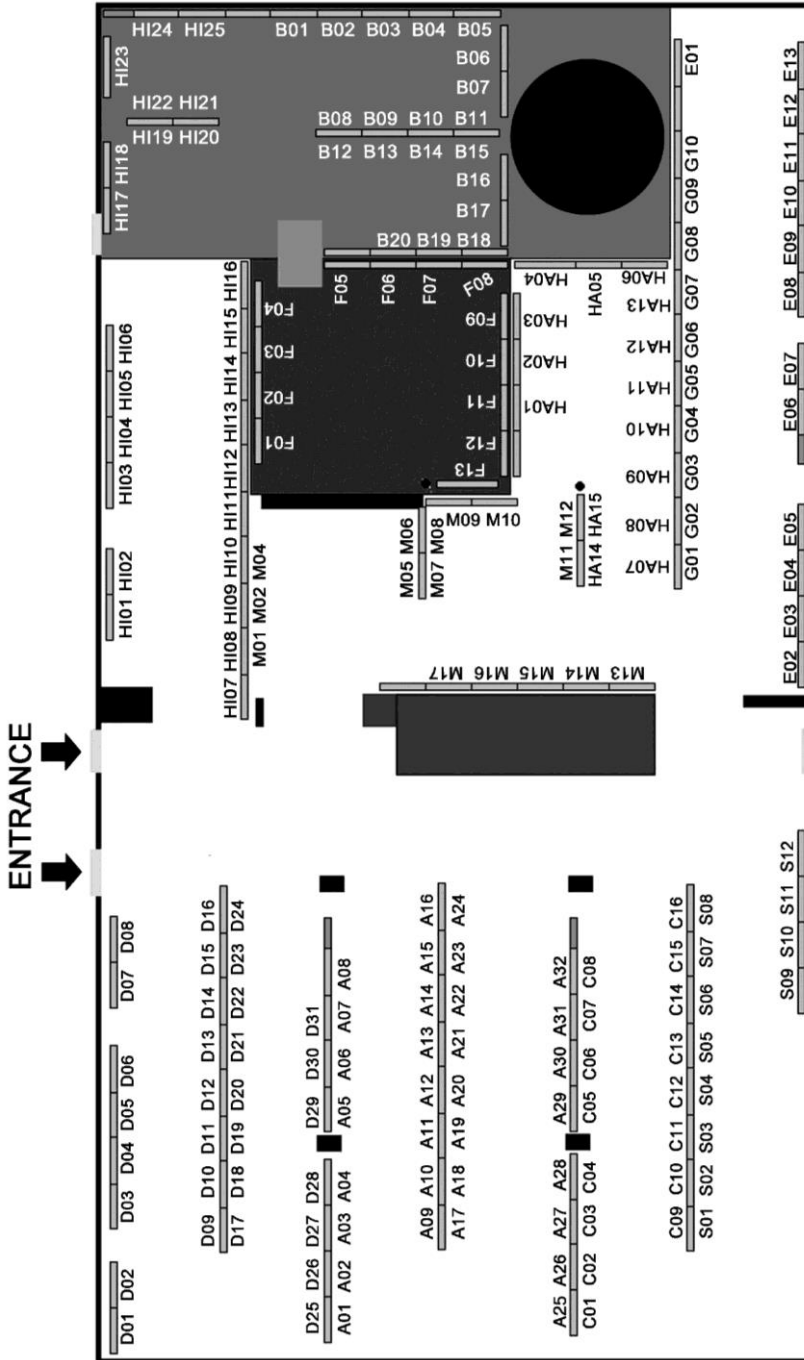 HI24 HI25 B01 B02 B03 B04 B05
HI23
B06
B07
E01
E13
HI22 HI21
HI19 HI20
B08 B09 B10 B11
B12 B13 B14 B15
B16
B17
HI17 HI18
B20 B19 B18
E08 E09 E10 E11 E12
G01 G02 G03 G04 G05 G06 G07 G08 G09 G10
F05 F06 F07 F08
HA04 HA05 HA06
F04
F03
F02
F01
F09
F10
F11
F12
F13
HA03
HA02
HA01
HA13
HA12
HA11
HA10
HA09
HA08
HA07
HI03 HI04 HI05 HI06
HI01 HI02
HI07 HI08 HI09 HI10 HI11 HI12 HI13 HI14 HI15 HI16
M01 M02 M04
M05 M06
M07 M08
M09 M10
M11 M12
HA14 HA15
E06 E07
E02 E03 E04 E05
M17 M16 M15 M14 M13
ENTRANCE
S09 S10 S11 S12
D07 D08
D03 D04 D05 D06
D01 D02
D09 D10 D11 D12 D13 D14 D15 D16
D17 D18 D19 D20 D21 D22 D23 D24
D25 D26 D27 D28 D29 D30 D31
A01 A02 A03 A04 A05 A06 A07 A08
A09 A10 A11 A12 A13 A14 A15 A16
A17 A18 A19 A20 A21 A22 A23 A24
A25 A26 A27 A28 A29 A30 A31 A32
C01 C02 C03 C04 C05 C06 C07 C08
C09 C10 C11 C12 C13 C14 C15 C16
S01 S02 S03 S04 S05 S06 S07 S08